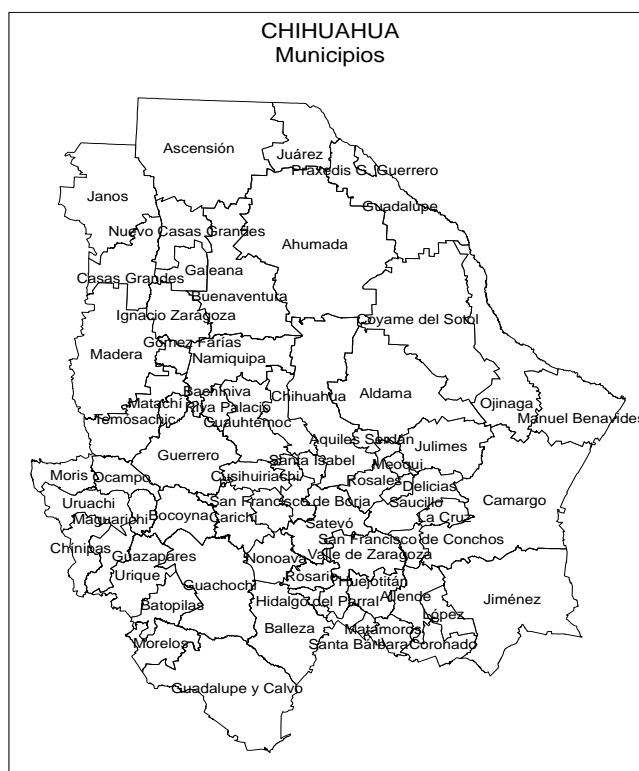 CHIHUAHUA
Municipios
Ascensión
Juárez
Praxedis G. Guerrero
Janos
Guadalupe
Nuevo Casas Grandes
Ahumada
Galeana
Casas Grandes
Buenaventura
Ignacio Zaragoza
Coyame del Sotol
Gómez Farías
Madera
Namiquipa
Bachíniva
Chihuahua
Aldama
Matachí
Riva Palacio
Ojinaga
Temósachic
Cuauhtémoc
Manuel Benavides
Aquiles Serdán
Julimes
Guerrero
Santa Isabel
Meoqui
Moris
Ocampo
Cusihuiriachi
Rosales
Delicias
Uruachi
San Francisco de Borja
Saucillo
Camargo
Maguarichi
Bocoyna
Carichí
Satevó
La Cruz
San Francisco de Conchos
Chínipas
Guazapares
Nonoava
Valle de Zaragoza
Urique
Guachochi
Rosario
Huejotitán
Batopilas
Hidalgo del Parral
Allende
Jiménez
López
Balleza
Matamoros
Morelos
Santa Bárbara
Coronado
Guadalupe y Calvo